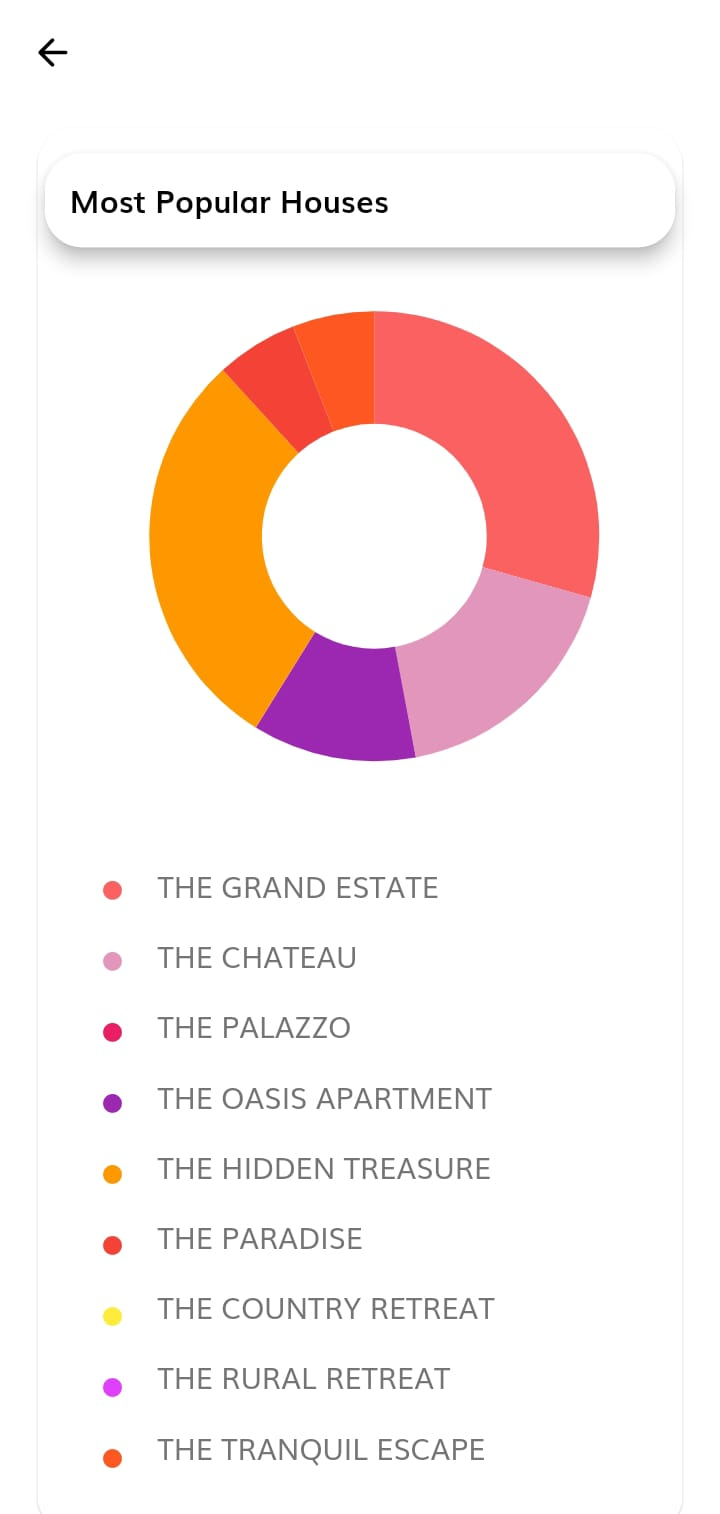 Most Popular Houses
THE GRAND ESTATE
THE CHATEAU
THE PALAZZO
THE OASIS APARTMENT
THE HIDDEN TREASURE
THE PARADISE
THE COUNTRY RETREAT
THE RURAL RETREAT
THE TRANQUIL ESCAPE